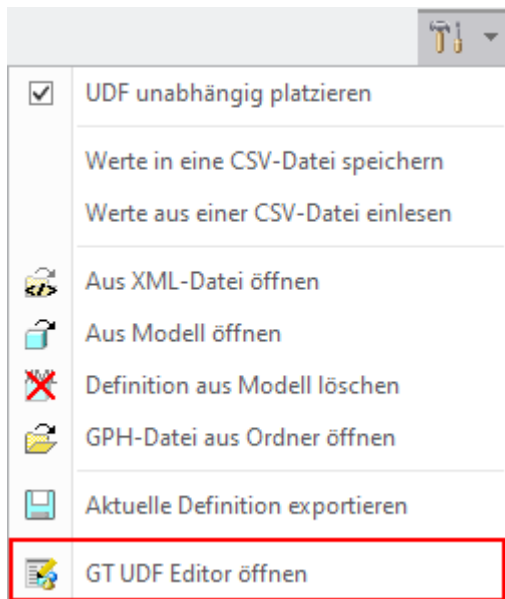 UDF unabhängig platzieren
Werte in eine CSV-Datei speichern
Werte aus einer CSV-Datei einlesen
Aus XML-Datei öffnen
Aus Modell öffnen
Definition aus Modell löschen
GPH-Datei aus Ordner öffnen
Aktuelle Definition exportieren
GT UDF Editor öffnen